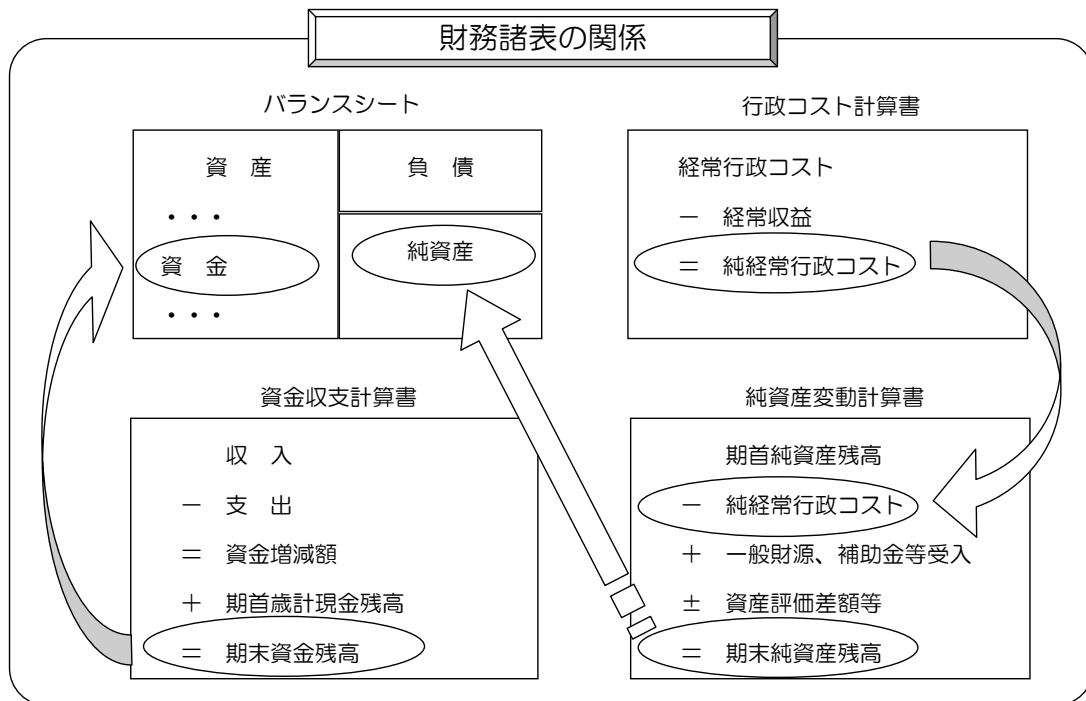 財務諸表の関係
バランスシート
資　産
・・・
資　金
・・・
負　債
純資産
行政コスト計算書
経常行政コスト
－　経常収益
＝　純経常行政コスト
資金収支計算書
収　入
－　支　出
＝　資金増減額
＋　期首歳計現金残高
＝　期末資金残高
純資産変動計算書
期首純資産残高
－　純経常行政コスト
＋　一般財源、補助金等受入
±　資産評価差額等
＝　期末純資産残高